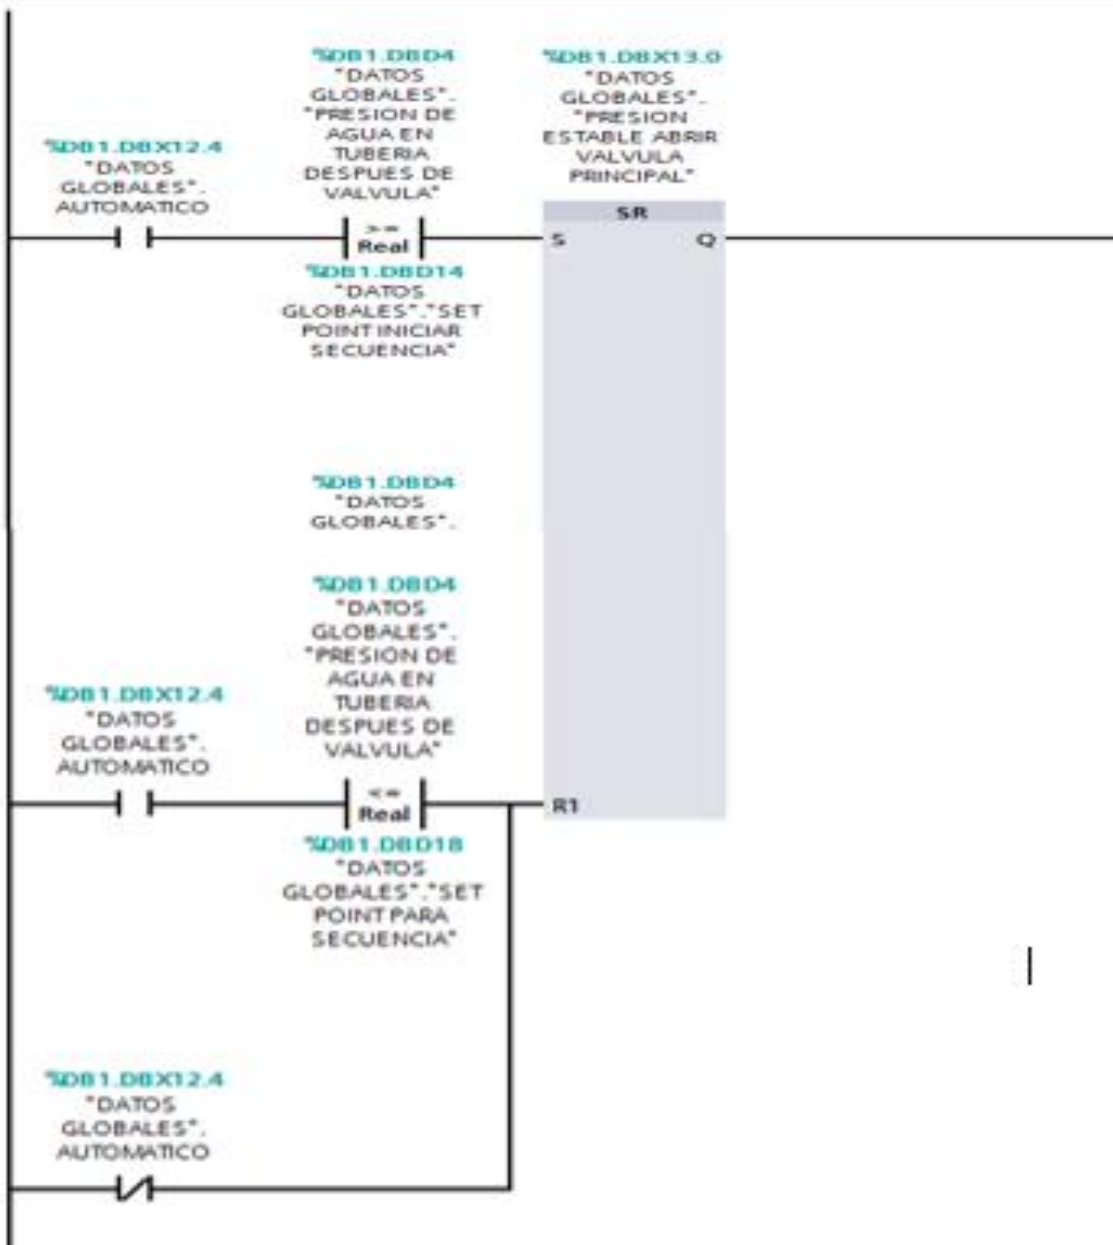 %DB1.DBD4
"DATOS
GLOBALES".
"PRESION DE
AGUA EN
TUBERIA
DESPUES DE
VALVULA"
%DB1.DBX13.0
"DATOS
GLOBALES".
"PRESION
ESTABLE ABRIR
VALVULA
PRINCIPAL"
%DB1.DBX12.4
"DATOS
GLOBALES".
AUTOMATICO
SR
>=
Real
S
Q
%DB1.DBD14
"DATOS
GLOBALES"."SET
POINT INICIAR
SECUENCIA"
%DB1.DBD4
"DATOS
GLOBALES".
%DB1.DBD4
"DATOS
GLOBALES".
"PRESION DE
AGUA EN
TUBERIA
DESPUES DE
VALVULA"
%DB1.DBX12.4
"DATOS
GLOBALES".
AUTOMATICO
<=
Real
R1
%DB1.DBD18
"DATOS
GLOBALES"."SET
POINT PARA
SECUENCIA"
%DB1.DBX12.4
"DATOS
GLOBALES".
AUTOMATICO